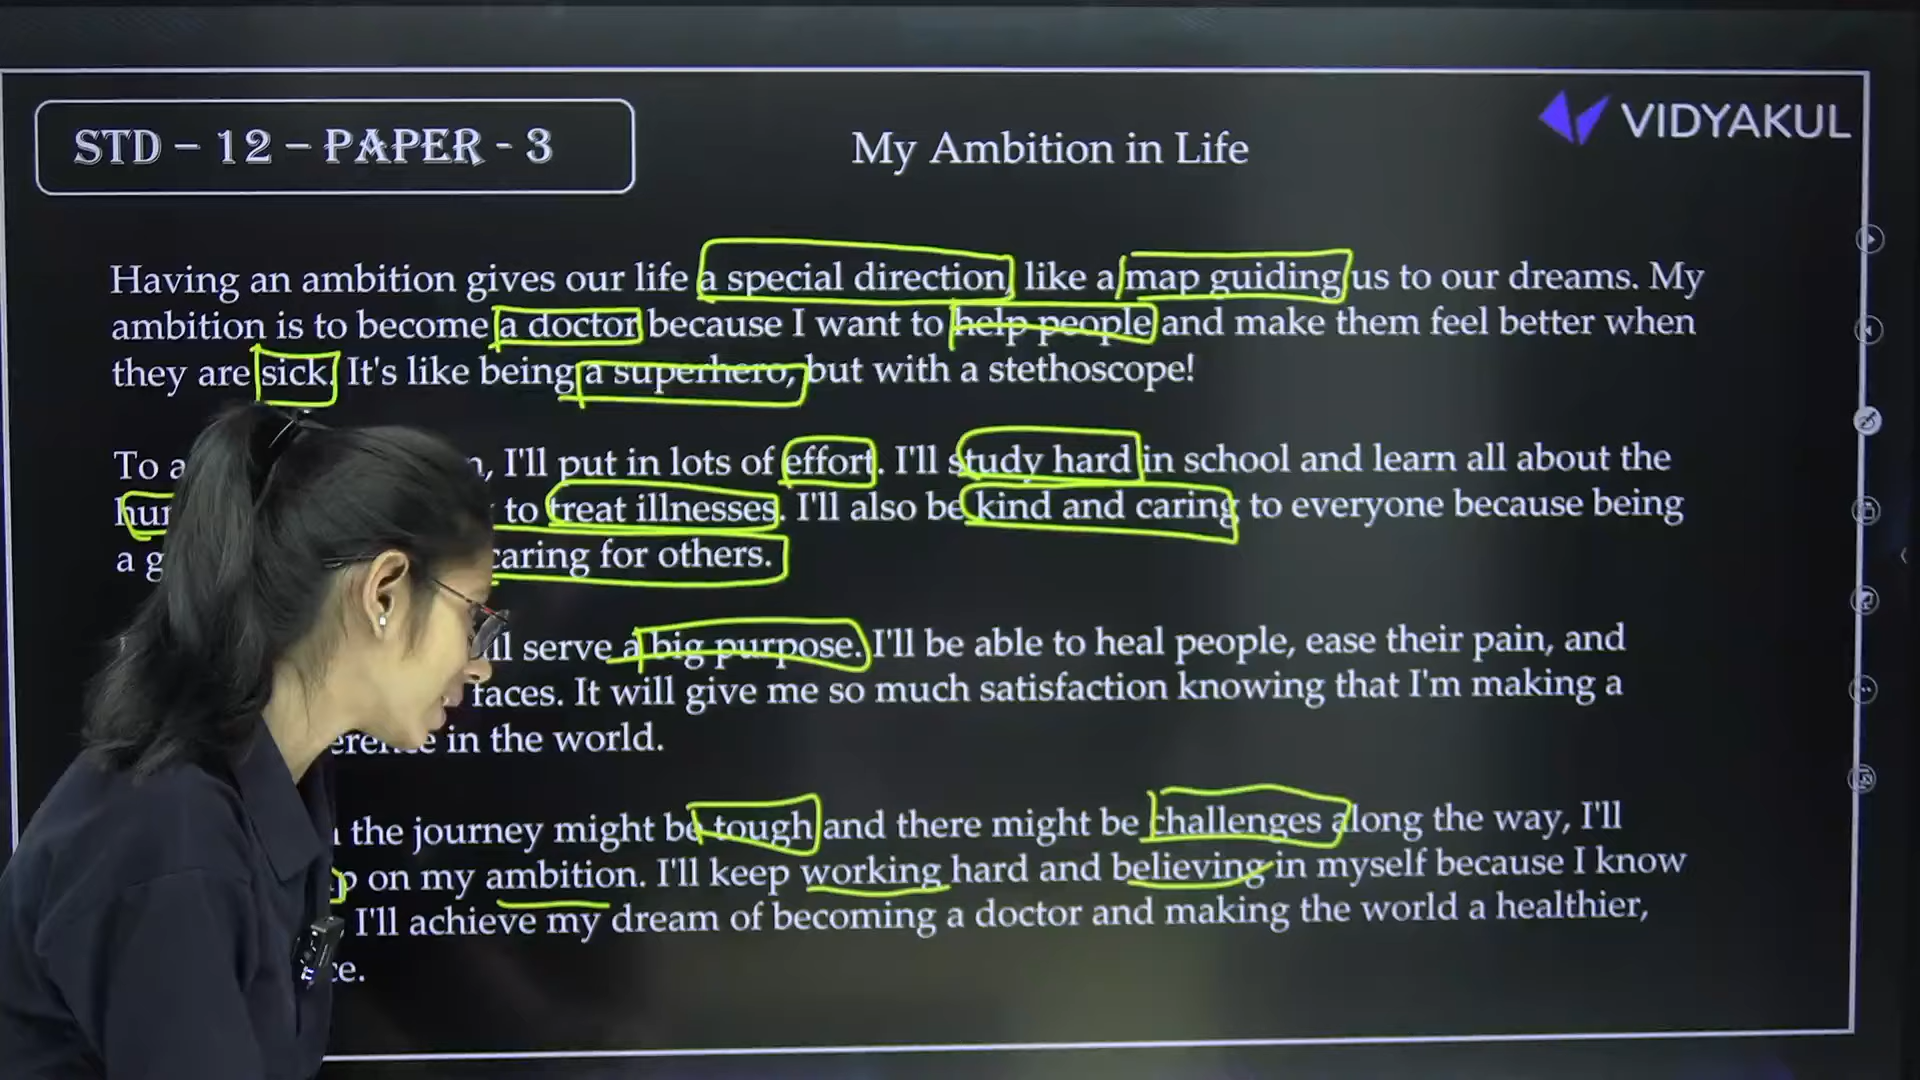 STD – 12 – PAPER - 3
My Ambition in Life
VIDYAKUL
Having an ambition gives our life a special direction, like a map guiding us to our dreams. My
ambition is to become a doctor because I want to help people and make them feel better when
they are sick. It's like being a superhero, but with a stethoscope!
To I'll put in lots of effort. I'll study hard in school and learn all about the
to treat illnesses. I'll also be kind and caring to everyone because being
a caring for others.
serve a big purpose. I'll be able to heal people, ease their pain, and
faces. It will give me so much satisfaction knowing that I'm making a
in the world.
the journey might be tough and there might be challenges along the way, I'll
on my ambition. I'll keep working hard and believing in myself because I know
I'll achieve my dream of becoming a doctor and making the world a healthier,